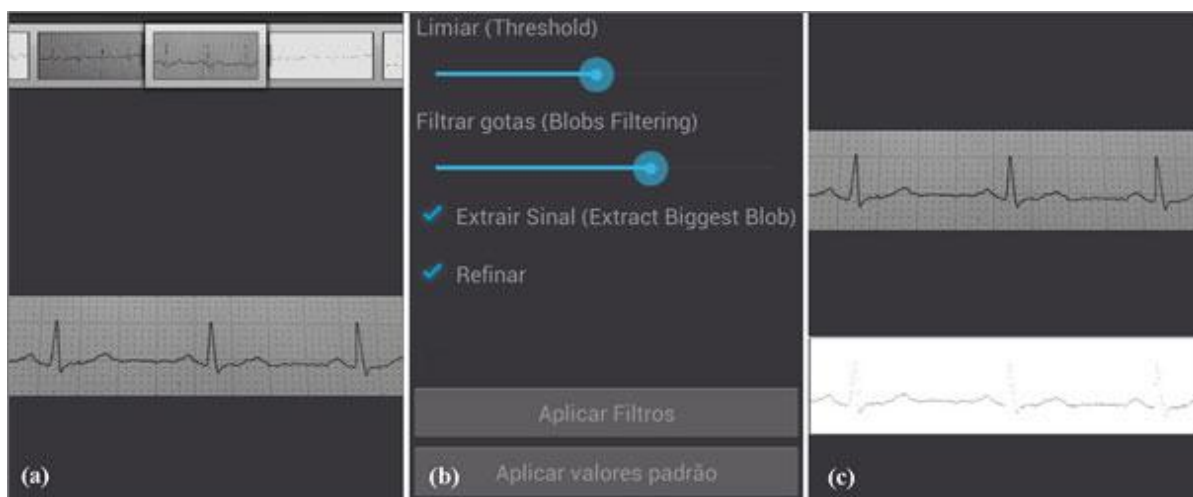 Limiar (Threshold)
Filtrar gotas (Blobs Filtering)
Extrair Sinal (Extract Biggest Blob)
Refinar
Aplicar Filtros
Aplicar valores padrão
(a)
(b)
(c)